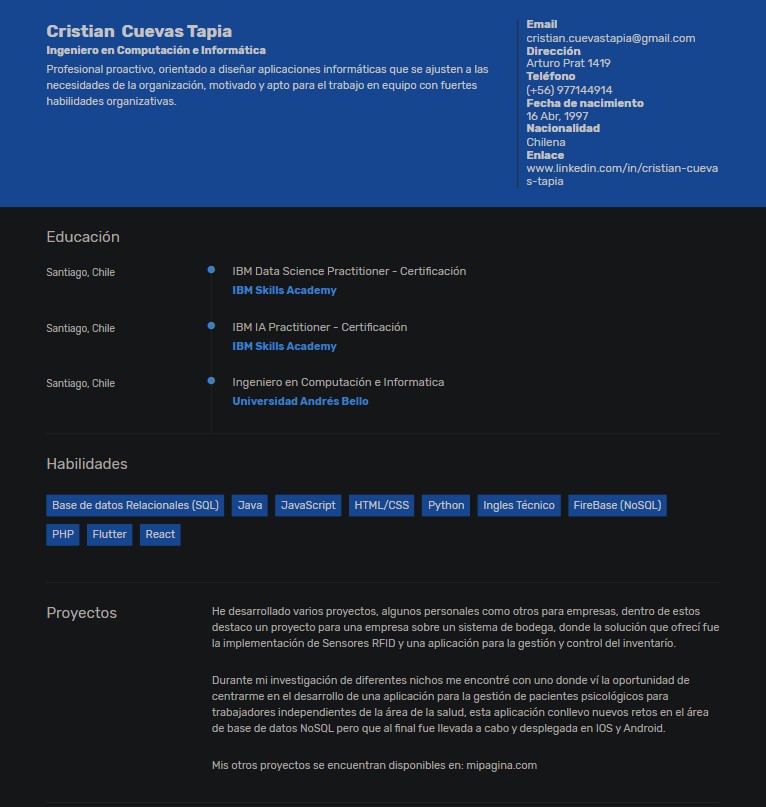 Cristian Cuevas Tapia
Ingeniero en Computación e Informática
Profesional proactivo, orientado a diseñar aplicaciones informáticas que se ajusten a las
necesidades de la organización, motivado y apto para el trabajo en equipo con fuertes
habilidades organizativas.
Email
cristian.cuevastapia@gmail.com
Dirección
Arturo Prat 1419
Teléfono
(+56) 977144914
Fecha de nacimiento
16 Abr, 1997
Nacionalidad
Chilena
Enlace
www.linkedin.com/in/cristian-cueva
s-tapia
Educación
Santiago, Chile
IBM Data Science Practitioner - Certificación
IBM Skills Academy
Santiago, Chile
IBM IA Practitioner - Certificación
IBM Skills Academy
Santiago, Chile
Ingeniero en Computación e Informatica
Universidad Andrés Bello
Habilidades
Base de datos Relacionales (SQL) Java JavaScript HTML/CSS Python Ingles Técnico FireBase (NoSQL)
PHP Flutter React
Proyectos
He desarrollado varios proyectos, algunos personales como otros para empresas, dentro de estos
destaco un proyecto para una empresa sobre un sistema de bodega, donde la solución que ofrecí fue
la implementación de Sensores RFID y una aplicación para la gestión y control del inventarío.
Durante mi investigación de diferentes nichos me encontré con uno donde ví la oportunidad de
centrarme en el desarrollo de una aplicación para la gestión de pacientes psicológicos para
trabajadores independientes de la área de la salud, esta aplicación conllevo nuevos retos en el área
de base de datos NoSQL pero que al final fue llevada a cabo y desplegada en IOS y Android.
Mis otros proyectos se encuentran disponibles en: mipagina.com